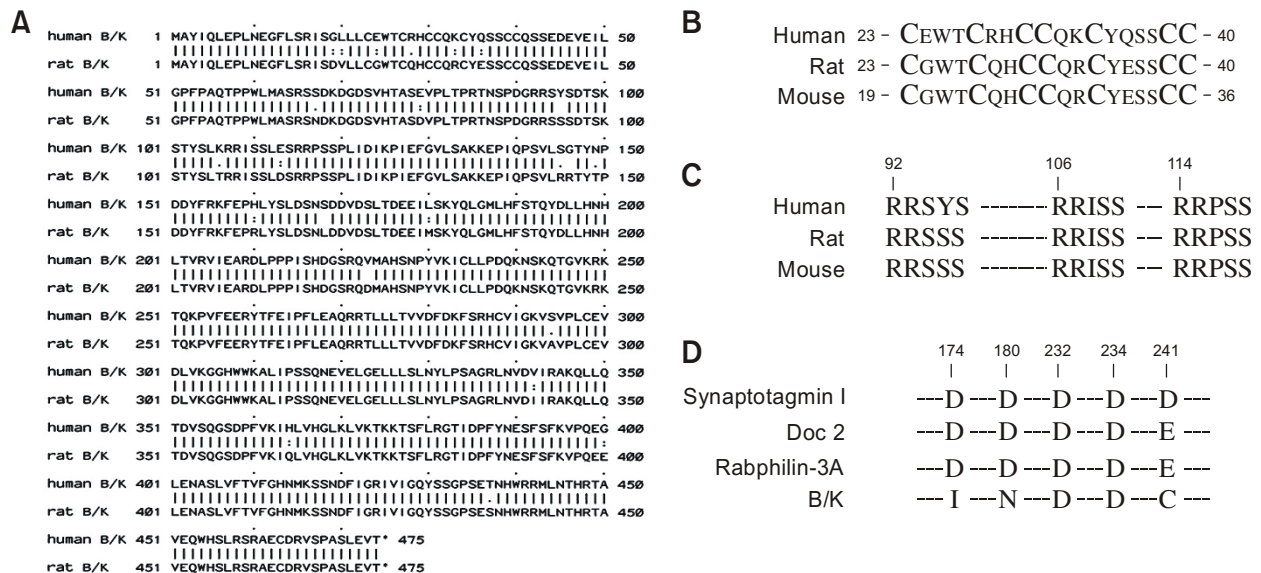 A
human B/K 1 MAYIQLEPLNEGFLSRISGLLLCEWTCRHCCQKCYQSSCCQSSEDEVEIL 50
rat B/K 1 MAYIQLEPLNEGFLSRISDVLLCGWTCQHCCQRCYESSCCQSSEDEVEIL 50
human B/K 51 GPFPAQTPPWLMASRSSDKDGDSVHTASEVPLTPRTNSPDGRRSYSDTSK 100
rat B/K 51 GPFPAQTPPWLMASRSNDKDGDSVHTASDVPLTPRTNSPDGRRSSSDTSK 100
human B/K 101 STYSLKRRISSLESRRPSSPLIDIKPIEFGVLSAKKEPIQPSVLSGTYNP 150
rat B/K 101 STYSLTRRISSLDSRRPSSPLIDIKPIEFGVLSAKKEPIQPSVLRRTYTP 150
human B/K 151 DDYFRKFEPHLYSLDSNSDDVDSLTDEEILSKYQLGMLHFSTQYDLLHNH 200
rat B/K 151 DDYFRKFEPRLYSLDSNLDDVDSLTDEEIMSKYQLGMLHFSTQYDLLHNH 200
human B/K 201 LTVRVIEARDLPPPISHDGSRQVMAHSNPYVKICLLPDQKNSKQTGVKRK 250
rat B/K 201 LTVRVIEARDLPPPISHDGSRQDMAHSNPYVKICLLPDQKNSKQTGVKRK 250
human B/K 251 TQKPVFEERYTFEIPFLEAQRRTLLLTVVDFDKFSRHCVIGKVSVPLCEV 300
rat B/K 251 TQKPVFEERYTFEIPFLEAQRRTLLLTVVDFDKFSRHCVIGKVAVPLCEV 300
human B/K 301 DLVKGGHWWKALIPSSQNEVELGELLLSLNYLPSAGRLNVDVIRAKQLLQ 350
rat B/K 301 DLVKGGHWWKALIPSSQNEVELGELLLSLNYLPSAGRLNVDIIRAKQLLQ 350
human B/K 351 TDVSQGSDPFVKIHLVHGLKLVKTKKTSFLRGTIDPFYNESFSFKVPQEG 400
rat B/K 351 TDVSQGSDPFVKIQLVHGLKLVKTKKTSFLRGTIDPFYNESFSFKVPQEE 400
human B/K 401 LENASLVFTVFGHNMKSSNDFIGRIVIGQYSSGPSETNHWRRMLNTHRTA 450
rat B/K 401 LENASLVFTVFGHNMKSSNDFIGRIVIGQYSSGPSESNHWRRMLNTHRTA 450
human B/K 451 VEQWHSLRSRAECDRVSPASLEVT* 475
rat B/K 451 VEQWHSLRSRAECDRVSPASLEVT* 475
B
Human 23 - CEWTCRHCCQKCYQSSCC - 40
Rat 23 - CGWTCQHCCQRCYESSCC - 40
Mouse 19 - CGWTCQHCCQRCYESSCC - 36
C
92 106 114
Human RRSYS ------- RRISS --- RRPSS
Rat RRSSS ------- RRISS --- RRPSS
Mouse RRSSS ------- RRISS --- RRPSS
D
174 180 232 234 241
Synaptotagmin I ---D ---D ---D ---D ---D ---
Doc 2 ---D ---D ---D ---D ---E ---
Rabphilin-3A ---D ---D ---D ---D ---E ---
B/K ---I ---N ---D ---D ---C ---